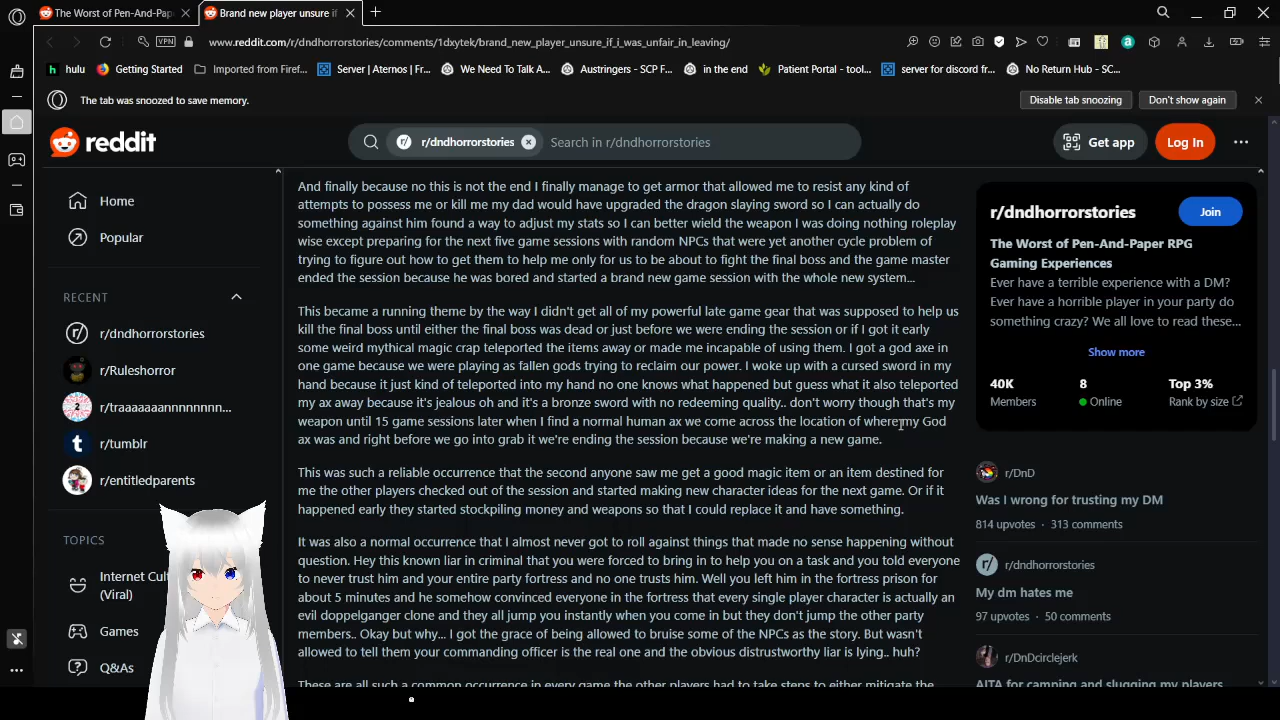 The Worst of Pen-And-Pap
Brand new player unsure if
VPN
www.reddit.com/r/dndhorrorstories/comments/1dxytek/brand_new_player_unsure_if_i_was_unfair_in_leaving/
hulu
Getting Started
Imported from Firef...
Server | Aternos | Fr...
We Need To Talk A...
Austringers - SCP F...
in the end
Patient Portal - tool...
server for discord fr...
No Return Hub - SC...
The tab was snoozed to save memory.
Disable tab snoozing
Don't show again
reddit
r/dndhorrorstories
Search in r/dndhorrorstories
Get app
Log In
Home
Popular
RECENT
r/dndhorrorstories
r/Ruleshorror
r/traaaaaaannnnnnnn...
r/tumblr
r/entitledparents
TOPICS
Internet Cul
(Viral)
Games
Q&As
And finally because no this is not the end I finally manage to get armor that allowed me to resist any kind of
attempts to possess me or kill me my dad would have upgraded the dragon slaying sword so I can actually do
something against him found a way to adjust my stats so I can better wield the weapon I was doing nothing roleplay
wise except preparing for the next five game sessions with random NPCs that were yet another cycle problem of
trying to figure out how to get them to help me only for us to be about to fight the final boss and the game master
ended the session because he was bored and started a brand new game session with the whole new system...
This became a running theme by the way I didn't get all of my powerful late game gear that was supposed to help us
kill the final boss until either the final boss was dead or just before we were ending the session or if I got it early
some weird mythical magic crap teleported the items away or made me incapable of using them. I got a god axe in
one game because we were playing as fallen gods trying to reclaim our power. I woke up with a cursed sword in my
hand because it just kind of teleported into my hand no one knows what happened but guess what it also teleported
my ax away because it's jealous oh and it's a bronze sword with no redeeming quality.. don't worry though that's my
weapon until 15 game sessions later when I find a normal human ax we come across the location of where my God
ax was and right before we go into grab it we're ending the session because we're making a new game.
This was such a reliable occurrence that the second anyone saw me get a good magic item or an item destined for
me the other players checked out of the session and started making new character ideas for the next game. Or if it
happened early they started stockpiling money and weapons so that I could replace it and have something.
It was also a normal occurrence that I almost never got to roll against things that made no sense happening without
question. Hey this known liar in criminal that you were forced to bring in to help you on a task and you told everyone
to never trust him and your entire party fortress and no one trusts him. Well you left him in the fortress prison for
about 5 minutes and he somehow convinced everyone in the fortress that every single player character is actually an
evil doppelganger clone and they all jump you instantly when you come in but they don't jump the other party
members.. Okay but why... I got the grace of being allowed to bruise some of the NPCs as the story. But wasn't
allowed to tell them your commanding officer is the real one and the obvious distrustworthy liar is lying.. huh?
These are all such a common occurrence in every game the other players had to take steps to either mitigate the
r/dndhorrorstories
Join
The Worst of Pen-And-Paper RPG
Gaming Experiences
Ever have a terrible experience with a DM?
Ever have a horrible player in your party do
something crazy? We all love to read these...
Show more
40K
Members
8
Online
Top 3%
Rank by size
r/DnD
Was I wrong for trusting my DM
814 upvotes · 313 comments
r/dndhorrorstories
My dm hates me
97 upvotes · 50 comments
r/DnDcirclejerk
AITA for camping and slugging my players